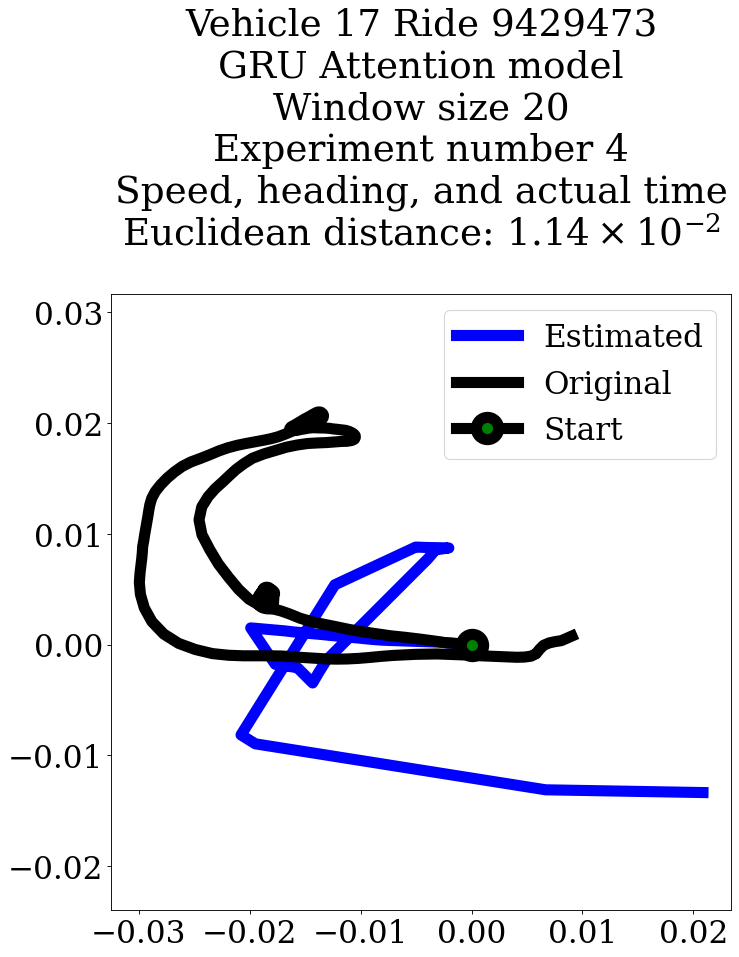 Vehicle 17 Ride 9429473
GRU Attention model
Window size 20
Experiment number 4
Speed, heading, and actual time
Euclidean distance: 1.14 × 10⁻²
Estimated
Original
Start
0.03
0.02
0.01
0.00
−0.01
−0.02
−0.03 −0.02 −0.01 0.00 0.01 0.02